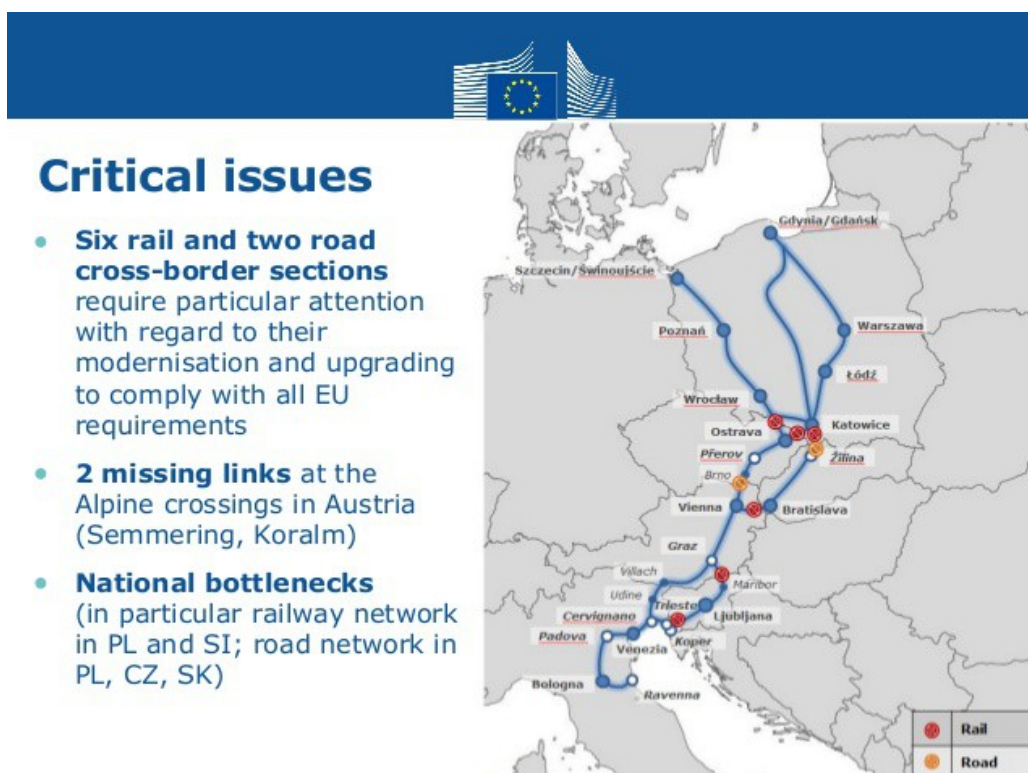 Critical issues
Six rail and two road
cross-border sections
require particular attention
with regard to their
modernisation and upgrading
to comply with all EU
requirements
2 missing links at the
Alpine crossings in Austria
(Semmering, Koralm)
National bottlenecks
(in particular railway network
in PL and SI; road network in
PL, CZ, SK)
Gdynia/Gdańsk
Szczecin/Świnoujście
Poznań
Warszawa
Łódź
Wrocław
Ostrava
Katowice
Přerov
Žilina
Brno
Vienna
Bratislava
Graz
Villach
Maribor
Udine
Trieste
Cervignano
Ljubljana
Padova
Koper
Venezia
Bologna
Ravenna
Rail
Road